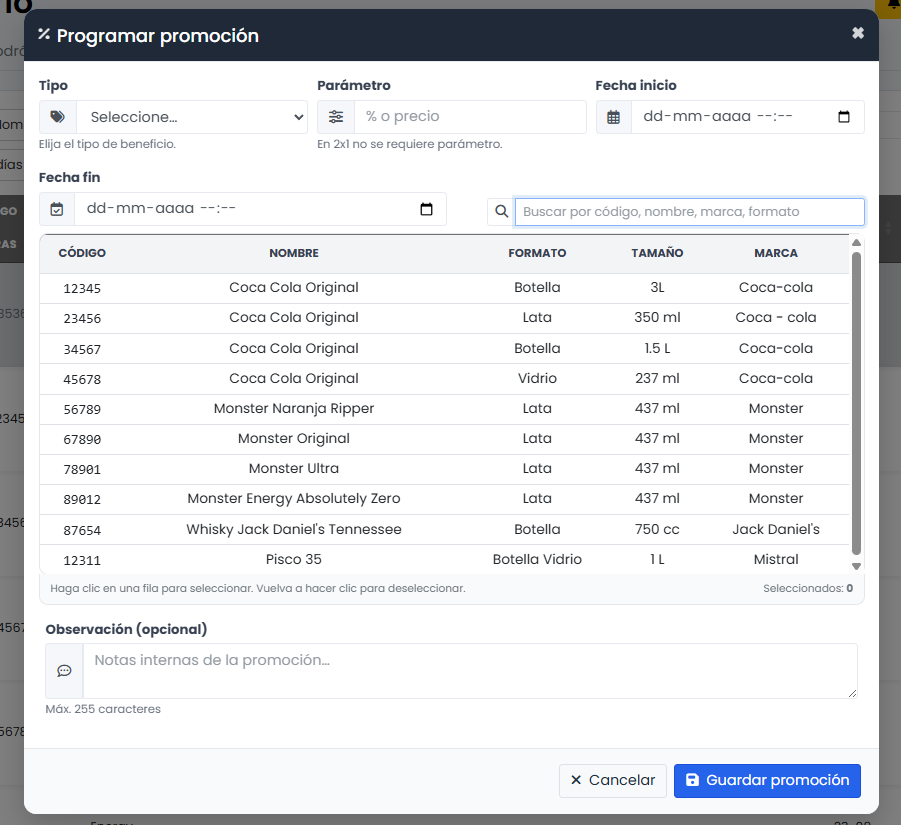 Programar promoción
Tipo Parámetro Fecha inicio
Seleccione... % o precio dd-mm-aaaa --:--
Elija el tipo de beneficio. En 2x1 no se requiere parámetro.
Fecha fin
dd-mm-aaaa --:-- Buscar por código, nombre, marca, formato
CÓDIGO NOMBRE FORMATO TAMAÑO MARCA
12345 Coca Cola Original Botella 3L Coca-cola
23456 Coca Cola Original Lata 350 ml Coca - cola
34567 Coca Cola Original Botella 1.5 L Coca-cola
45678 Coca Cola Original Vidrio 237 ml Coca-cola
56789 Monster Naranja Ripper Lata 437 ml Monster
67890 Monster Original Lata 437 ml Monster
78901 Monster Ultra Lata 437 ml Monster
89012 Monster Energy Absolutely Zero Lata 437 ml Monster
87654 Whisky Jack Daniel's Tennessee Botella 750 cc Jack Daniel's
12311 Pisco 35 Botella Vidrio 1 L Mistral
Haga clic en una fila para seleccionar. Vuelva a hacer clic para deseleccionar. Seleccionados: 0
Observación (opcional)
Notas internas de la promoción...
Máx. 255 caracteres
Cancelar Guardar promoción